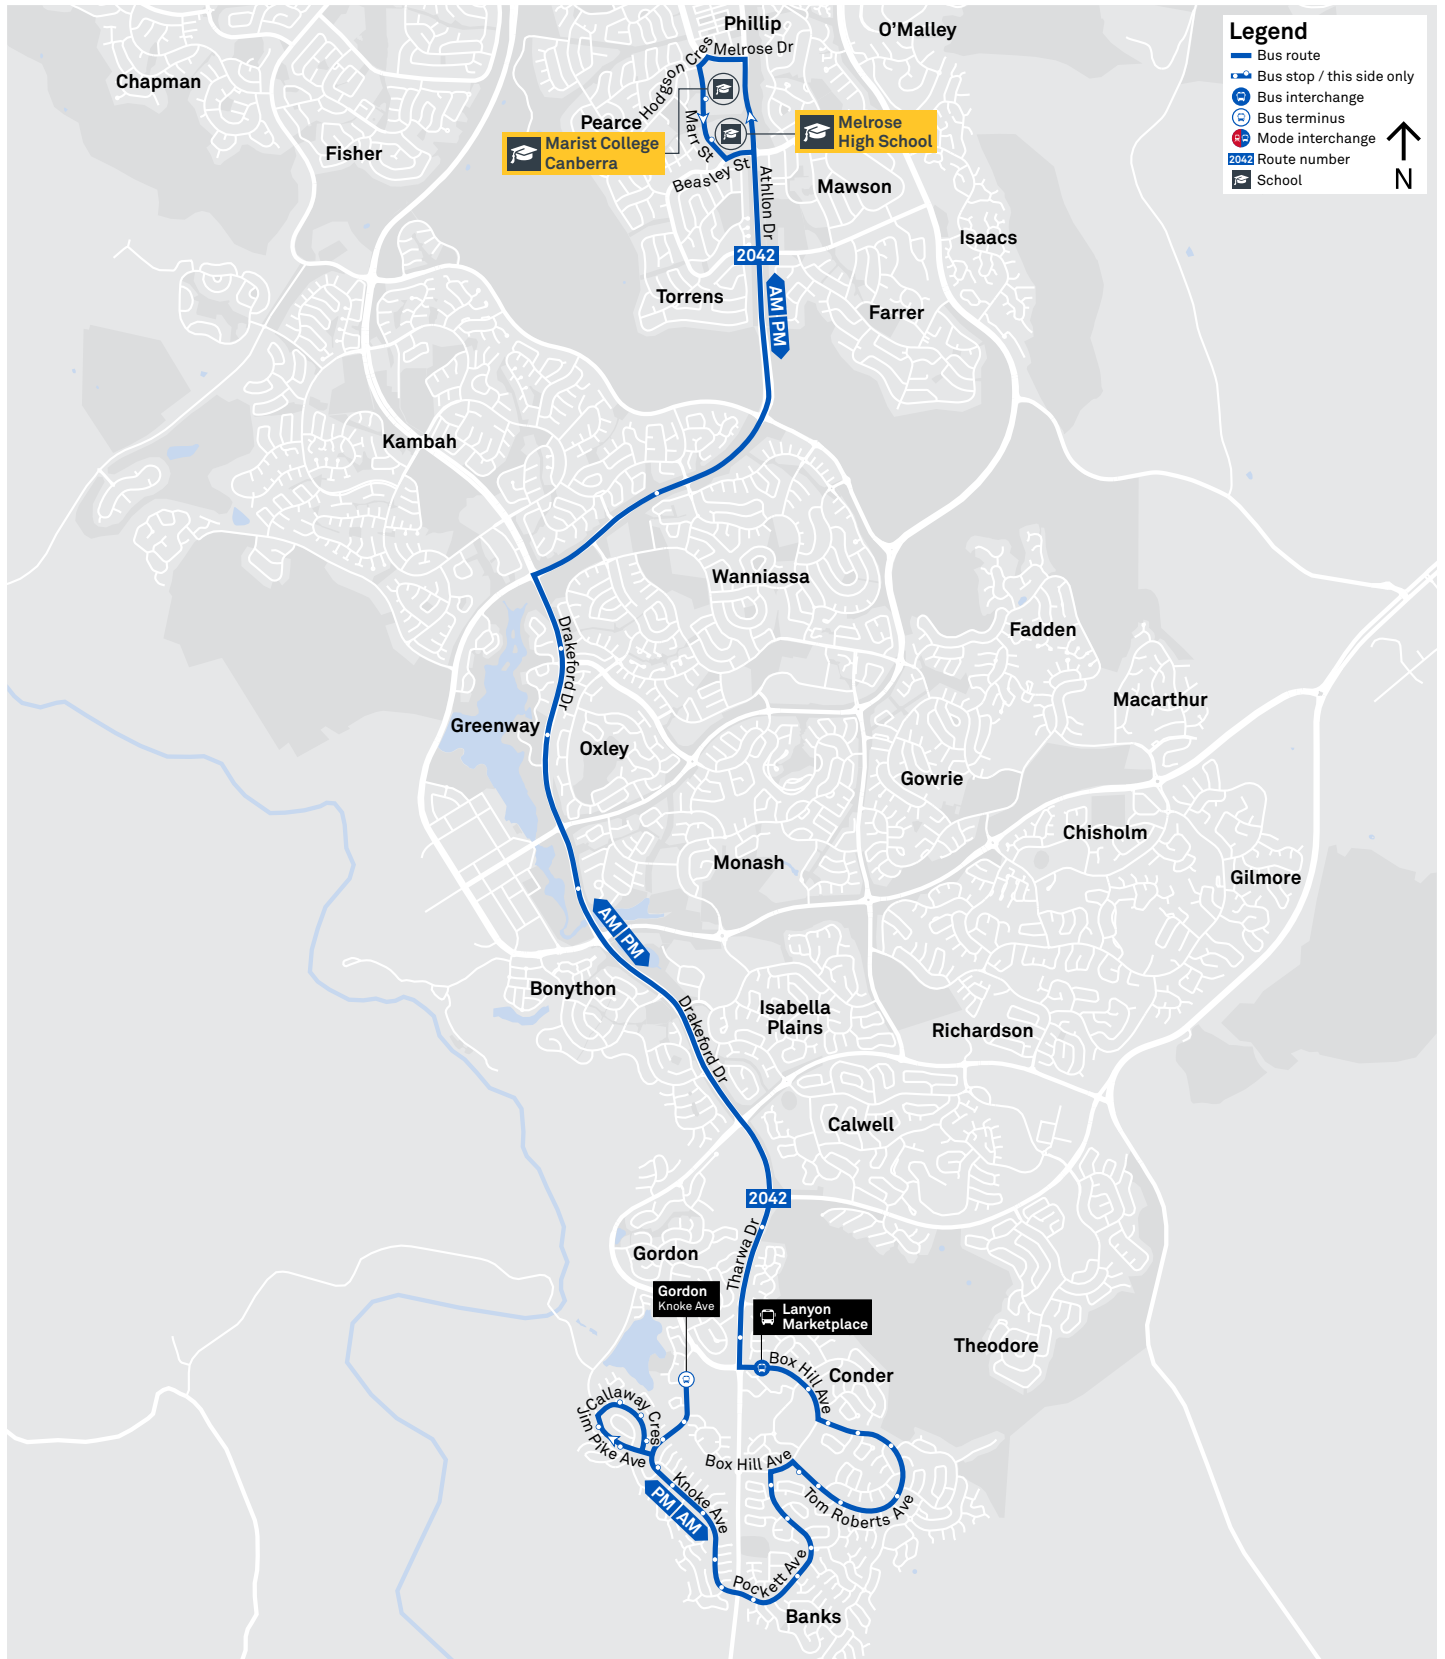 Phillip
O'Malley
Chapman
Melrose Dr
Hodgson Cres
Pearce
Marist College
Canberra
Melrose
High School
Marr St
Beasley St
Athllon Dr
Fisher
Mawson
Isaacs
2042
Torrens
AM | PM
Farrer
Kambah
Wanniassa
Fadden
Drakeford Dr
Macarthur
Greenway
Oxley
Gowrie
Chisholm
Monash
Gilmore
AM | PM
Bonython
Drakeford Dr
Isabella
Plains
Richardson
Calwell
2042
Tharwa Dr
Gordon
Gordon
Knoke Ave
Lanyon
Marketplace
Theodore
Box Hill Ave
Conder
Callaway Cres
Jim Pike Ave
Box Hill Ave
Knoke Ave
PM | AM
Tom Roberts Ave
Pockett Ave
Banks
Legend
Bus route
Bus stop / this side only
Bus interchange
Bus terminus
Mode interchange
2042 Route number
School
N